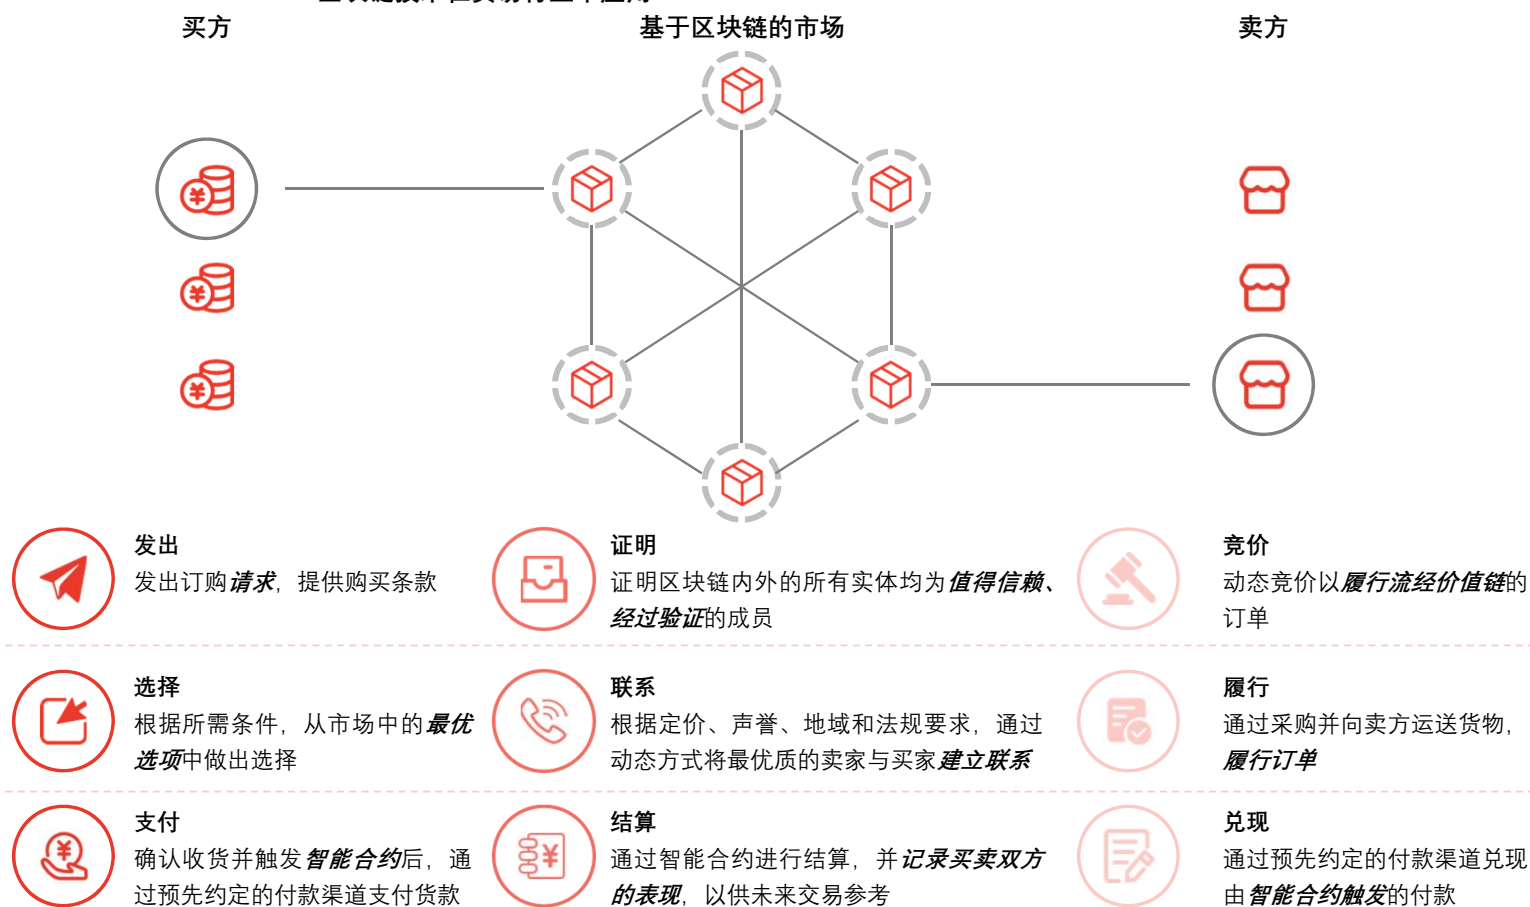 买方
基于区块链的市场
卖方
发出
发出订购请求，提供购买条款
证明
证明区块链内外的所有实体均为值得信赖、
经过验证的成员
竞价
动态竞价以履行流经价值链的
订单
选择
根据所需条件，从市场中的最优
选项中做出选择
联系
根据定价、声誉、地域和法规要求，通过
动态方式将最优质的卖家与买家建立联系
履行
通过采购并向卖方运送货物，
履行订单
支付
确认收货并触发智能合约后，通
过预先约定的付款渠道支付货款
结算
通过智能合约进行结算，并记录买卖双方
的表现，以供未来交易参考
兑现
通过预先约定的付款渠道兑现
由智能合约触发的付款